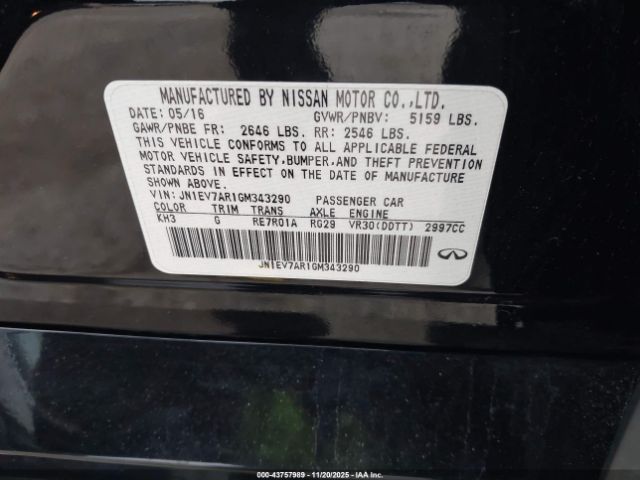 MANUFACTURED BY NISSAN MOTOR CO.,LTD.
DATE: 05/16 GVWR/PNBV: 5159 LBS.
GAWR/PNBE FR: 2646 LBS. RR: 2546 LBS.
THIS VEHICLE CONFORMS TO ALL APPLICABLE FEDERAL
MOTOR VEHICLE SAFETY,BUMPER,AND THEFT PREVENTION
STANDARDS IN EFFECT ON THE DATE OF MANUFACTURE
SHOWN ABOVE.
VIN: JN1EV7AR1GM343290 PASSENGER CAR
COLOR TRIM TRANS AXLE ENGINE
KH3 G RE7R01A RG29 VR30(DDTT) 2997CC
JN1EV7AR1GM343290
000-43757989 - 11/20/2025 - IAAI.COM